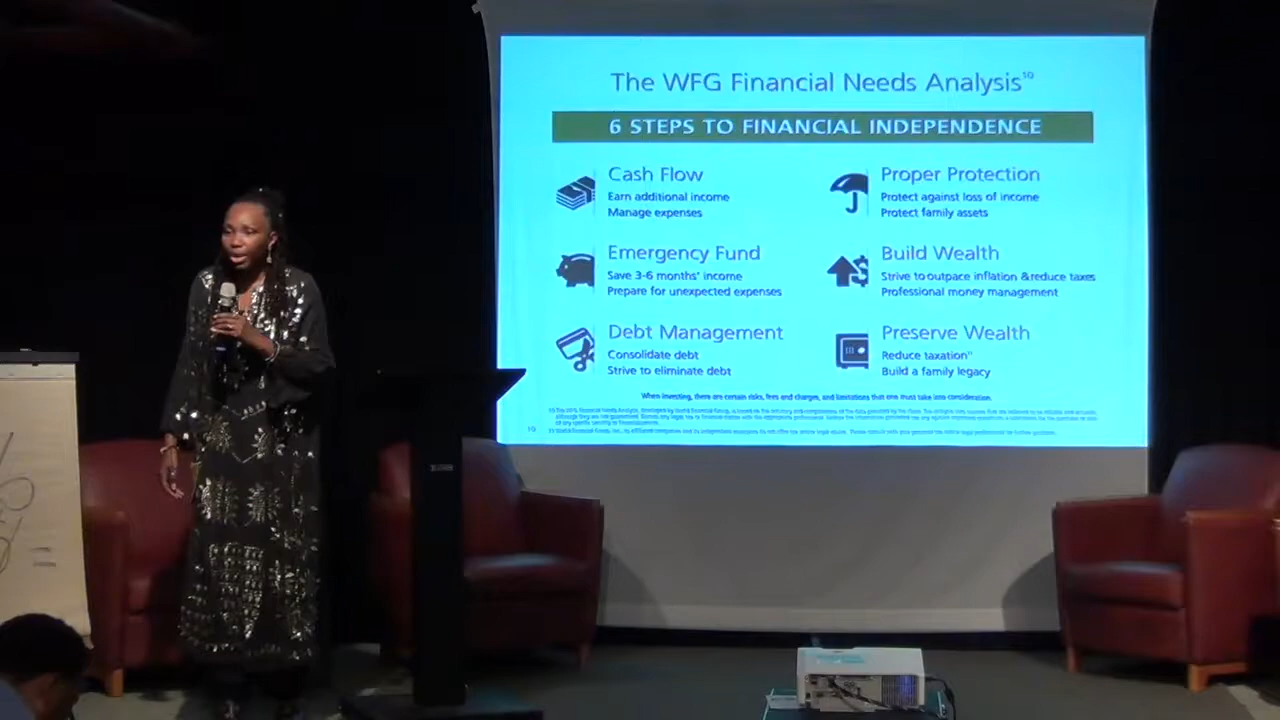 The WFG Financial Needs Analysis¹⁰
6 STEPS TO FINANCIAL INDEPENDENCE
Cash Flow
Earn additional income
Manage expenses
Emergency Fund
Save 3-6 months' income
Prepare for unexpected expenses
Debt Management
Consolidate debt
Strive to eliminate debt
Proper Protection
Protect against loss of income
Protect family assets
Build Wealth
Strive to outpace inflation & reduce taxes
Professional money management
Preserve Wealth
Reduce taxation¹¹
Build a family legacy
When investing, there are certain risks, fees and charges, and limitations that one must take into consideration.
10